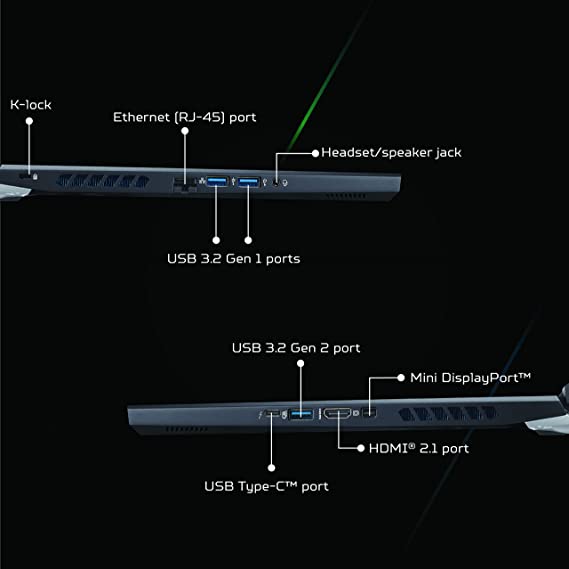 K-lock
Ethernet (RJ-45) port
Headset/speaker jack
USB 3.2 Gen 1 ports
USB 3.2 Gen 2 port
Mini DisplayPort™
HDMI® 2.1 port
USB Type-C™ port